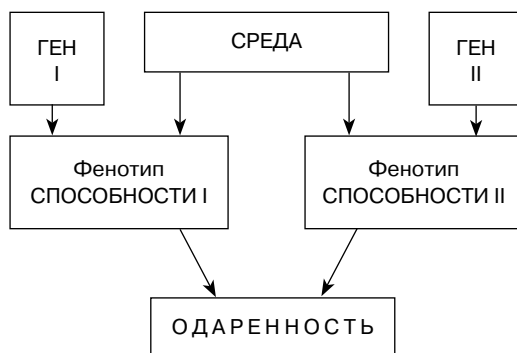 ГЕН
I
СРЕДА
ГЕН
II
Фенотип
СПОСОБНОСТИ I
Фенотип
СПОСОБНОСТИ II
ОДАРЕННОСТЬ